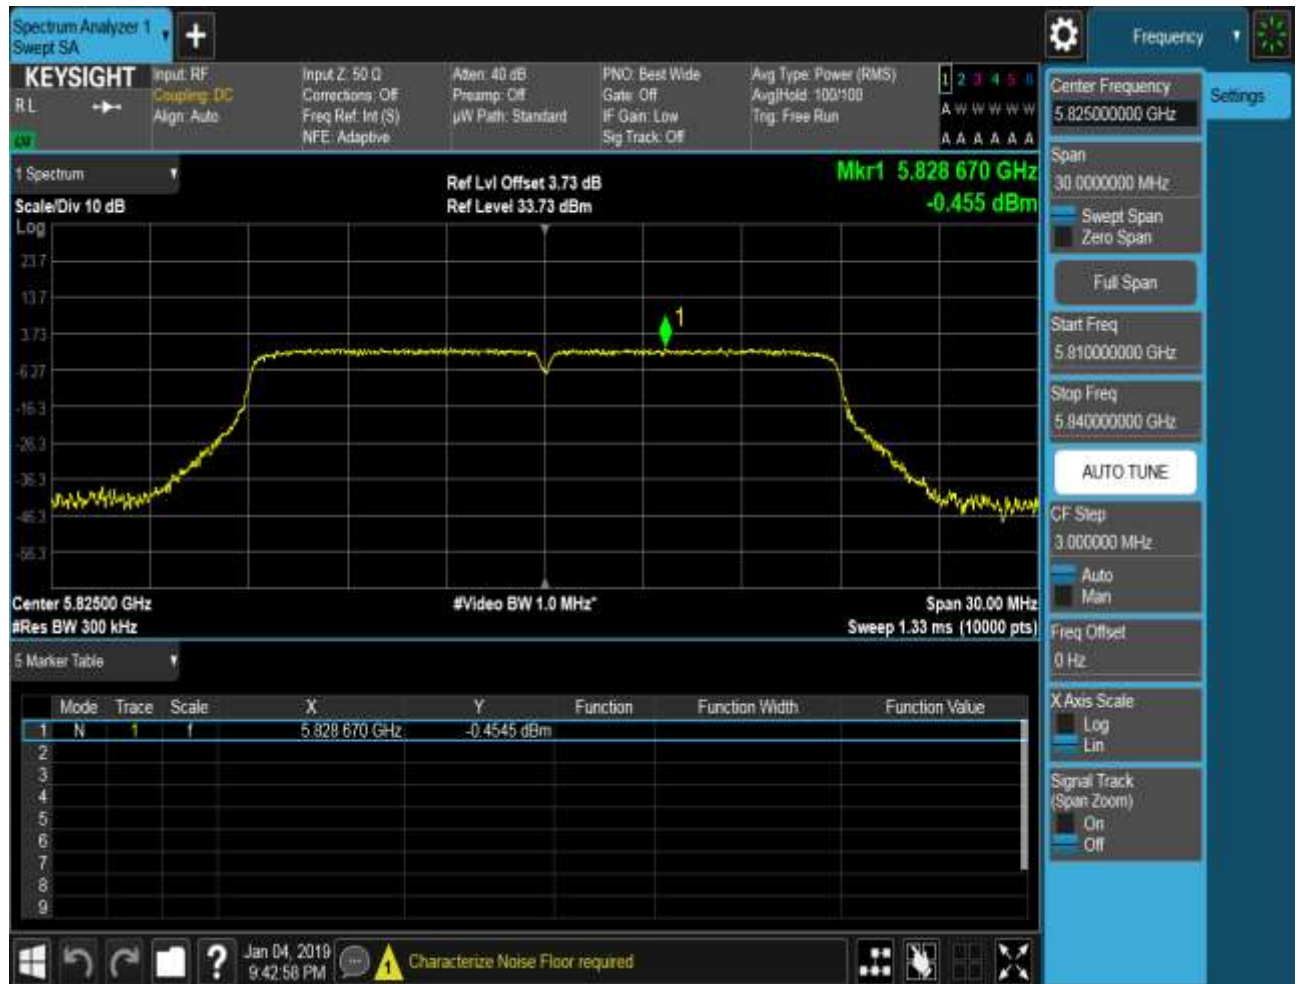 Spectrum Analyzer 1
Swept SA
+
Frequency
KEYSIGHT
R L
Input: RF
Coupling: DC
Align: Auto
Input Z: 50 Ω
Corrections: Off
Freq Ref: Int (S)
NFE: Adaptive
Atten: 40 dB
Preamp: Off
µW Path: Standard
PNO: Best Wide
Gate: Off
IF Gain: Low
Sig Track: Off
Avg Type: Power (RMS)
Avg|Hold: 100/100
Trig: Free Run
1 2 3 4 5 6
A W W W W W
A A A A A A
1 Spectrum
Scale/Div 10 dB
Log
Ref Lvl Offset 3.73 dB
Ref Level 33.73 dBm
Mkr1 5.828 670 GHz
-0.455 dBm
23.7
13.7
3.73
-6.27
-16.3
-26.3
-36.3
-46.3
-56.3
1
Center 5.82500 GHz
#Res BW 300 kHz
#Video BW 1.0 MHz*
Span 30.00 MHz
Sweep 1.33 ms (10000 pts)
5 Marker Table
Mode Trace Scale X Y Function Function Width Function Value
1 N 1 f 5.828 670 GHz -0.4545 dBm
2
3
4
5
6
7
8
9
Center Frequency
5.825000000 GHz
Settings
Span
30.0000000 MHz
Swept Span
Zero Span
Full Span
Start Freq
5.810000000 GHz
Stop Freq
5.840000000 GHz
AUTO TUNE
CF Step
3.000000 MHz
Auto
Man
Freq Offset
0 Hz
X Axis Scale
Log
Lin
Signal Track
(Span Zoom)
On
Off
?
Jan 04, 2019
9:42:58 PM
1
Characterize Noise Floor required